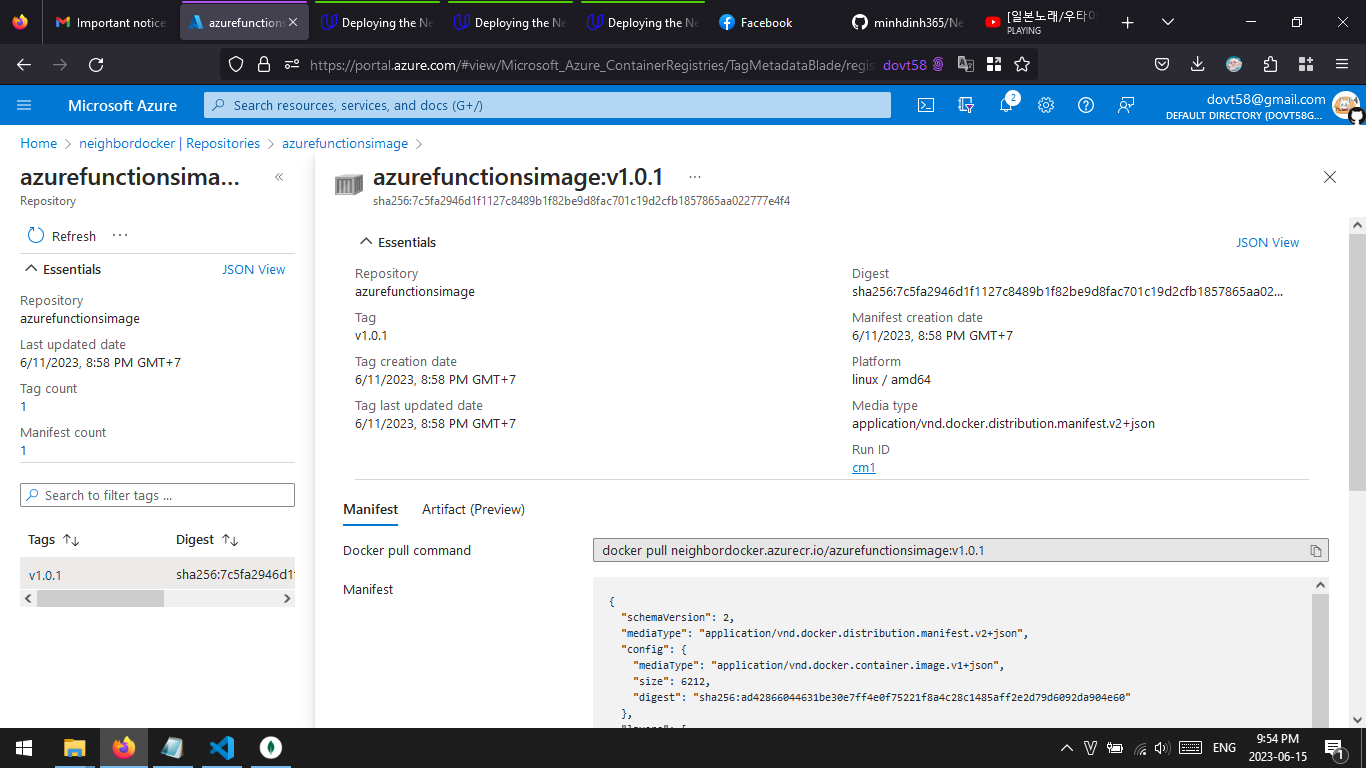 Important notice
azurefunctions
Deploying the Ne
Deploying the Ne
Deploying the Ne
Facebook
minhdinh365/Ne
[일본노래/우타이
PLAYING
https://portal.azure.com/#view/Microsoft_Azure_ContainerRegistries/TagMetadataBlade/regis
dovt58
Microsoft Azure
Search resources, services, and docs (G+/)
2
dovt58@gmail.com
DEFAULT DIRECTORY (DOVT58G...
Home
neighbordocker | Repositories
azurefunctionsimage
azurefunctionsima...
Repository
Refresh
Essentials
JSON View
Repository
azurefunctionsimage
Last updated date
6/11/2023, 8:58 PM GMT+7
Tag count
1
Manifest count
1
Search to filter tags ...
Tags
Digest
v1.0.1
sha256:7c5fa2946d1f
azurefunctionsimage:v1.0.1
...
sha256:7c5fa2946d1f1127c8489b1f82be9d8fac701c19d2cfb1857865aa022777e4f4
Essentials
JSON View
Repository
azurefunctionsimage
Tag
v1.0.1
Tag creation date
6/11/2023, 8:58 PM GMT+7
Tag last updated date
6/11/2023, 8:58 PM GMT+7
Digest
sha256:7c5fa2946d1f1127c8489b1f82be9d8fac701c19d2cfb1857865aa02...
Manifest creation date
6/11/2023, 8:58 PM GMT+7
Platform
linux / amd64
Media type
application/vnd.docker.distribution.manifest.v2+json
Run ID
cm1
Manifest
Artifact (Preview)
Docker pull command
docker pull neighbordocker.azurecr.io/azurefunctionsimage:v1.0.1
Manifest
{
"schemaVersion": 2,
"mediaType": "application/vnd.docker.distribution.manifest.v2+json",
"config": {
"mediaType": "application/vnd.docker.container.image.v1+json",
"size": 6212,
"digest": "sha256:ad42866044631be30e7ff4e0f75221f8a4c28c1485aff2e2d79d6092da904e60"
},
"layers": [
ENG
9:54 PM
2023-06-15
1